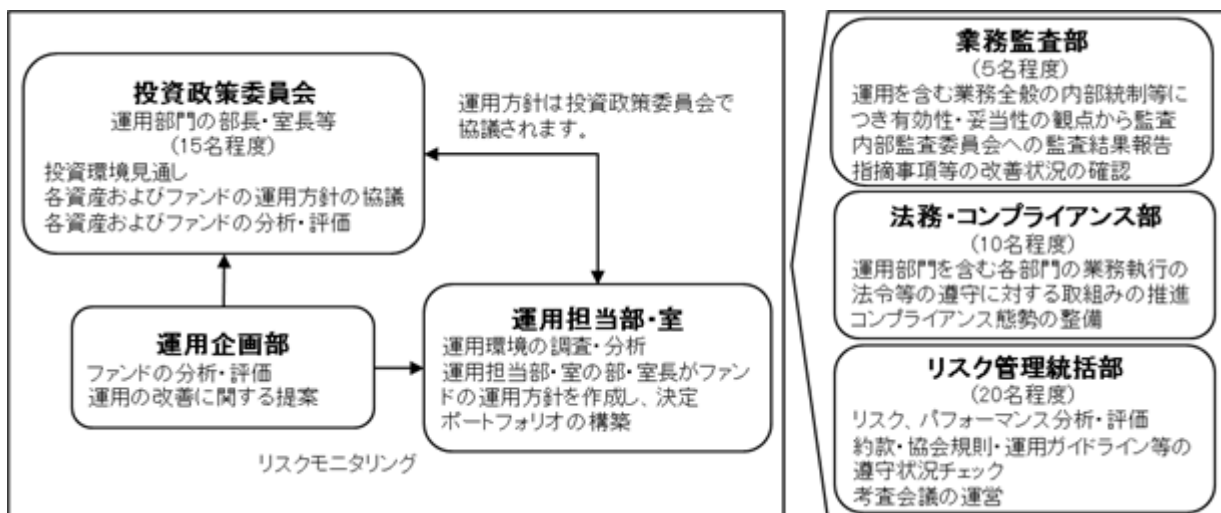 投資政策委員会
運用部門の部長・室長等
(15名程度)
投資環境見通し
各資産およびファンドの運用方針の協議
各資産およびファンドの分析・評価
運用方針は投資政策委員会で
協議されます。
運用企画部
ファンドの分析・評価
運用の改善に関する提案
運用担当部・室
運用環境の調査・分析
運用担当部・室の部・室長がファン
ドの運用方針を作成し、決定
ポートフォリオの構築
リスクモニタリング
業務監査部
(5名程度)
運用を含む業務全般の内部統制等に
つき有効性・妥当性の観点から監査
内部監査委員会への監査結果報告
指摘事項等の改善状況の確認
法務・コンプライアンス部
(10名程度)
運用部門を含む各部門の業務執行の
法令等の遵守に対する取組みの推進
コンプライアンス態勢の整備
リスク管理統括部
(20名程度)
リスク、パフォーマンス分析・評価
約款・協会規則・運用ガイドライン等の
遵守状況チェック
考査会議の運営